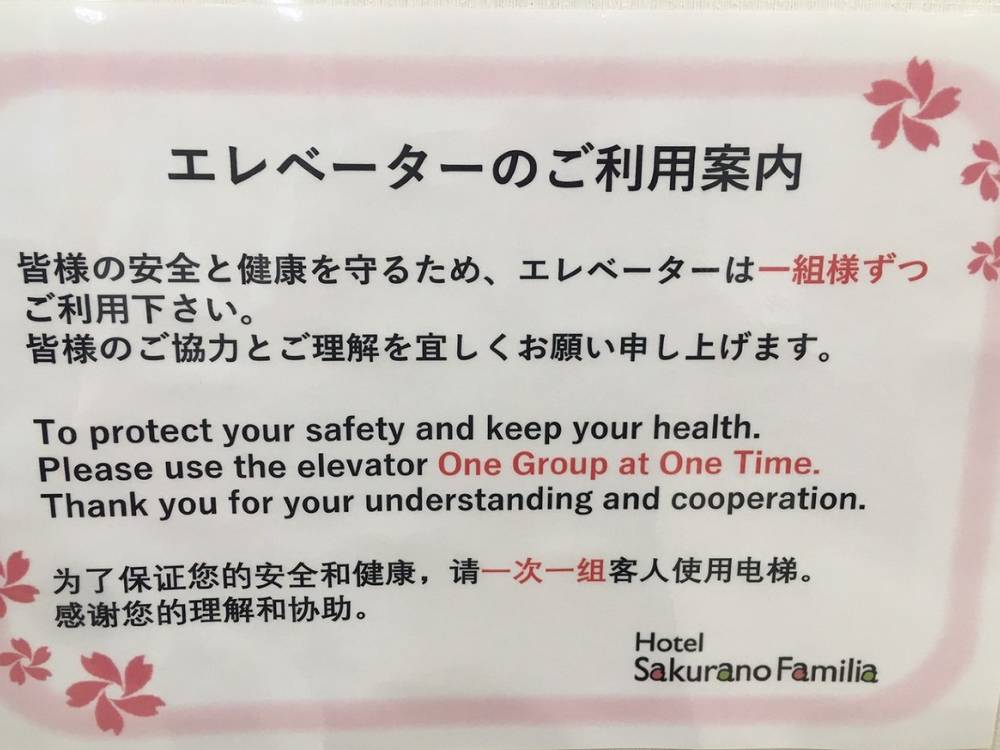 エレベーターのご利用案内
皆様の安全と健康を守るため、エレベーターは一組様ずつ
ご利用下さい。
皆様のご協力とご理解を宜しくお願い申し上げます。
To protect your safety and keep your health.
Please use the elevator One Group at One Time.
Thank you for your understanding and cooperation.
为了保证您的安全和健康，请一次一组客人使用电梯。
感谢您的理解和协助。
Hotel
Sakurano Familia